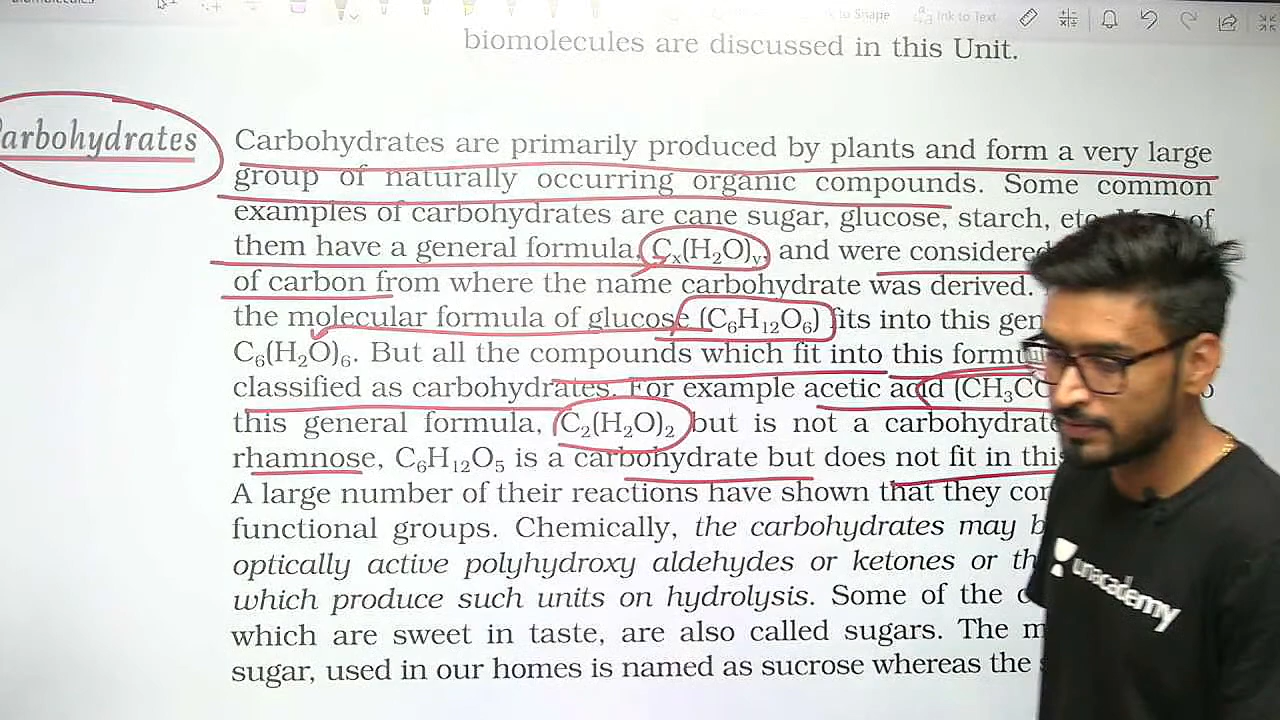 to Shape
Ink to Text
biomolecules are discussed in this Unit.
arbohydrates
Carbohydrates are primarily produced by plants and form a very large
group of naturally occurring organic compounds. Some common
examples of carbohydrates are cane sugar, glucose, starch, etc. Most of
them have a general formula, Cₓ(H₂O)ᵧ, and were considered
of carbon from where the name carbohydrate was derived.
the molecular formula of glucose (C₆H₁₂O₆) fits into this gen
C₆(H₂O)₆. But all the compounds which fit into this formu
classified as carbohydrates. For example acetic acid (CH₃CO
this general formula, C₂(H₂O)₂ but is not a carbohydrate
rhamnose, C₆H₁₂O₅ is a carbohydrate but does not fit in this
A large number of their reactions have shown that they con
functional groups. Chemically, the carbohydrates may b
optically active polyhydroxy aldehydes or ketones or th
which produce such units on hydrolysis. Some of the c
which are sweet in taste, are also called sugars. The m
sugar, used in our homes is named as sucrose whereas the s
unacademy